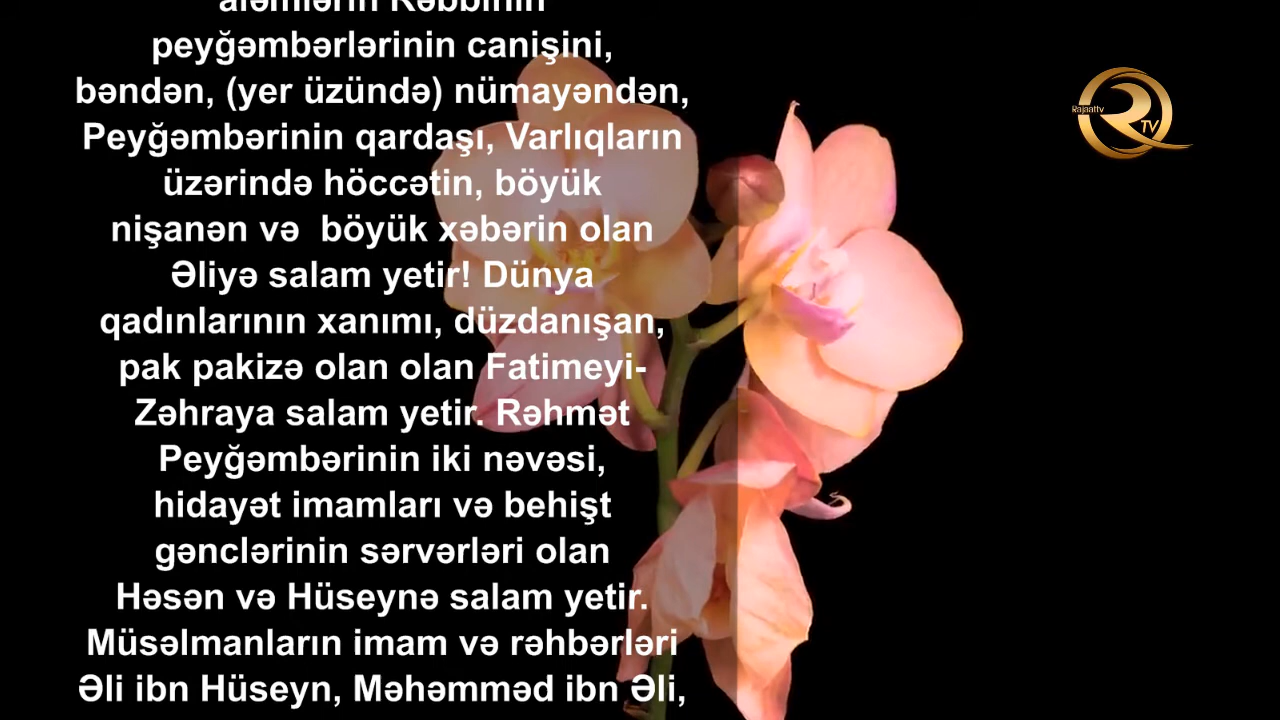 aləmlərin Rəbbinin
peyğəmbərlərinin canişini,
bəndən, (yer üzündə) nümayəndən,
Peyğəmbərinin qardaşı, Varlıqların
üzərində höccətin, böyük
nişanən və  böyük xəbərin olan
Əliyə salam yetir! Dünya
qadınlarının xanımı, düzdanışan,
pak pakizə olan olan Fatimeyi-
Zəhraya salam yetir. Rəhmət
Peyğəmbərinin iki nəvəsi,
hidayət imamları və behişt
gənclərinin sərvərləri olan
Həsən və Hüseynə salam yetir.
Müsəlmanların imam və rəhbərləri
Əli ibn Hüseyn, Məhəmməd ibn Əli,
Rajaattv
R TV